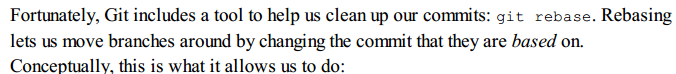 Fortunately, Git includes a tool to help us clean up our commits: git rebase. Rebasing
lets us move branches around by changing the commit that they are based on.
Conceptually, this is what it allows us to do: